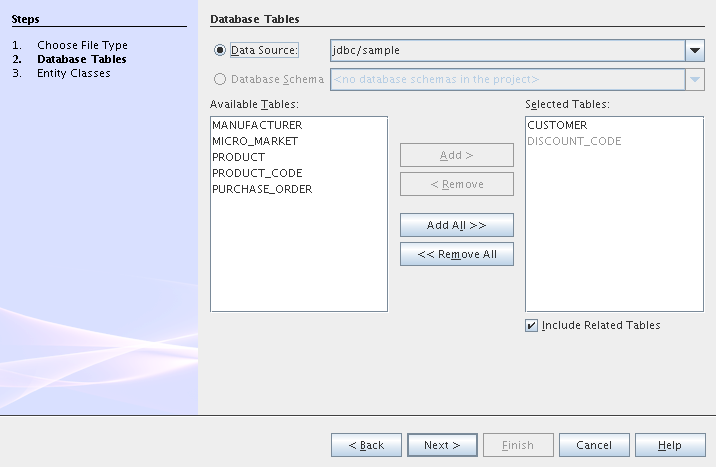 Steps
1. Choose File Type
2. Database Tables
3. Entity Classes
Database Tables
Data Source: jdbc/sample
Database Schema <no database schemas in the project>
Available Tables:
MANUFACTURER
MICRO_MARKET
PRODUCT
PRODUCT_CODE
PURCHASE_ORDER
Add >
< Remove
Add All >>
<< Remove All
Selected Tables:
CUSTOMER
DISCOUNT_CODE
Include Related Tables
< Back Next > Finish Cancel Help